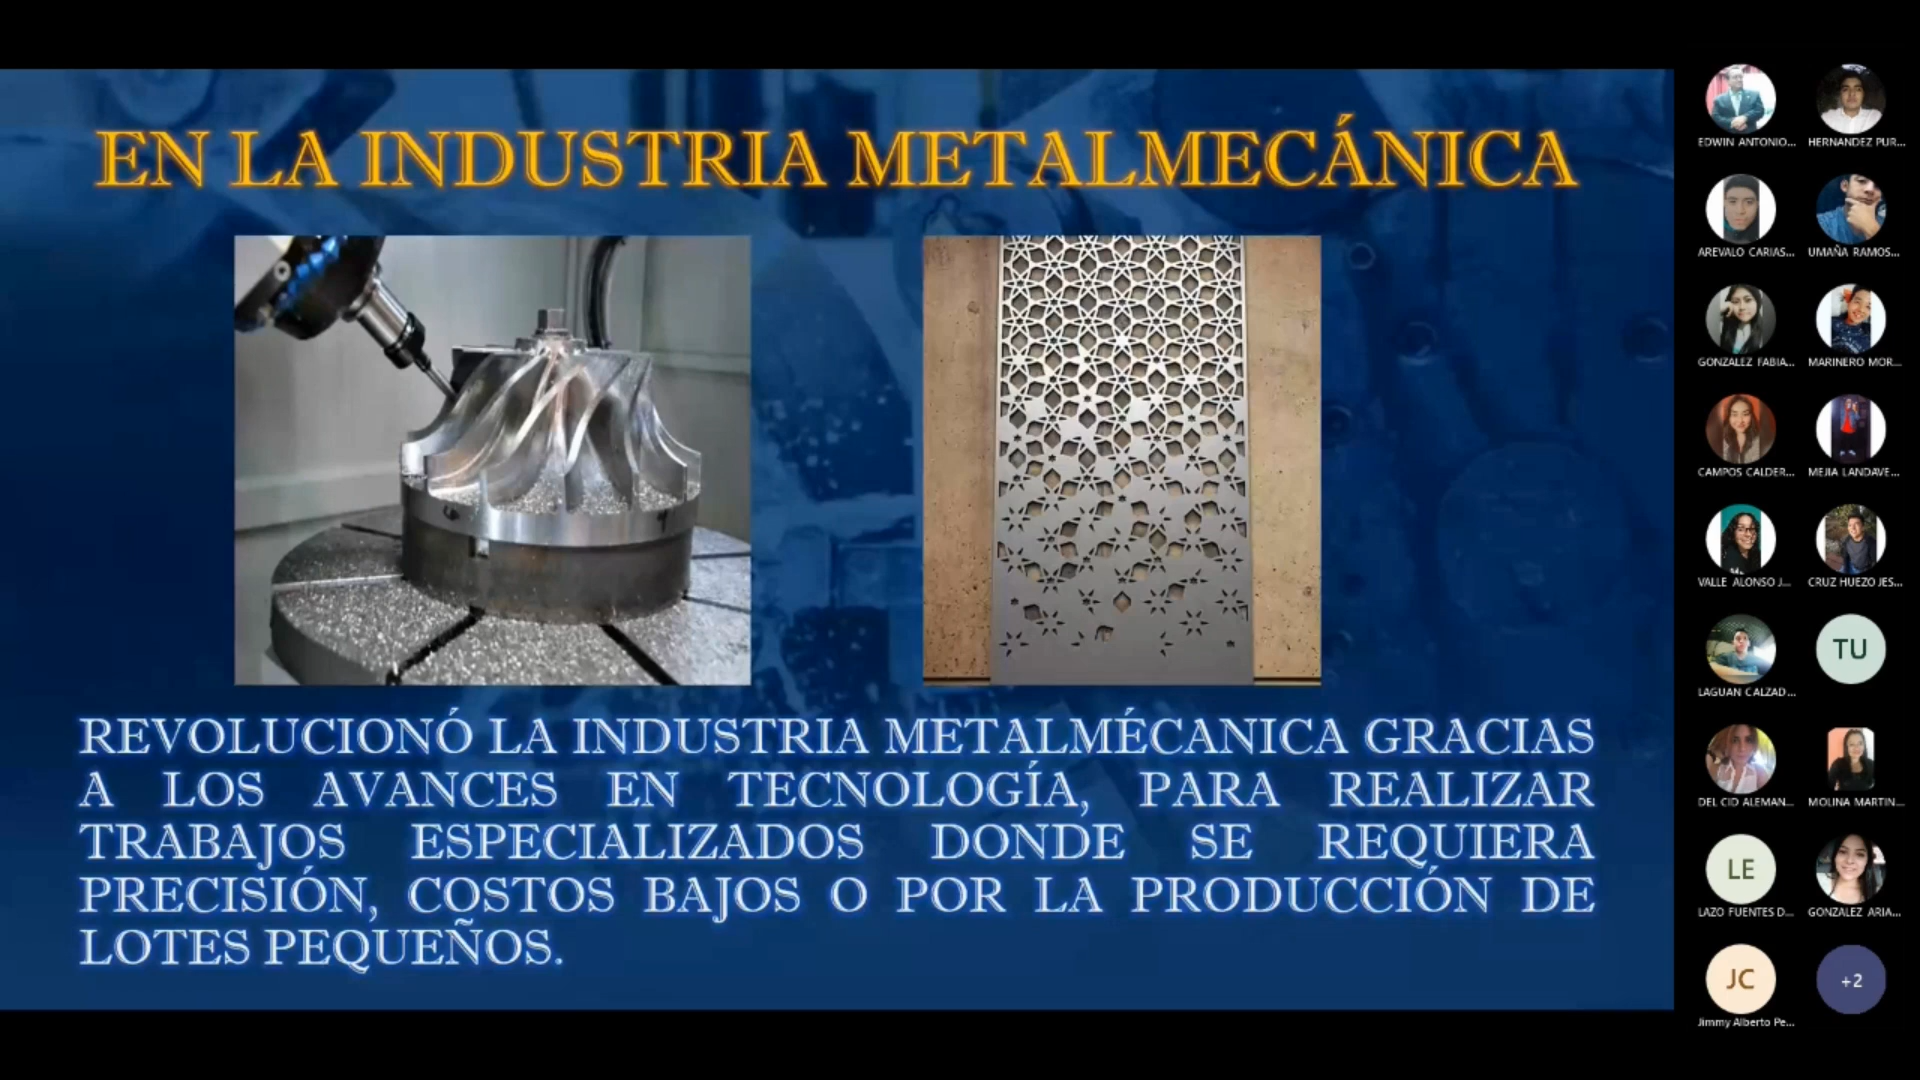 EN LA INDUSTRIA METALMECÁNICA
REVOLUCIONÓ LA INDUSTRIA METALMÉCANICA GRACIAS
A LOS AVANCES EN TECNOLOGÍA, PARA REALIZAR
TRABAJOS ESPECIALIZADOS DONDE SE REQUIERA
PRECISIÓN, COSTOS BAJOS O POR LA PRODUCCIÓN DE
LOTES PEQUEÑOS.
EDWIN ANTONIO...
HERNANDEZ PUR...
AREVALO CARIAS...
UMAÑA RAMOS...
GONZALEZ FABIA...
MARINERO MOR...
CAMPOS CALDER...
MEJIA LANDAVE...
VALLE ALONSO J...
CRUZ HUEZO JES...
LAGUAN CALZAD...
TU
DEL CID ALEMAN...
MOLINA MARTIN...
LE
LAZO FUENTES D...
GONZALEZ ARIA...
JC
Jimmy Alberto Pe...
+2